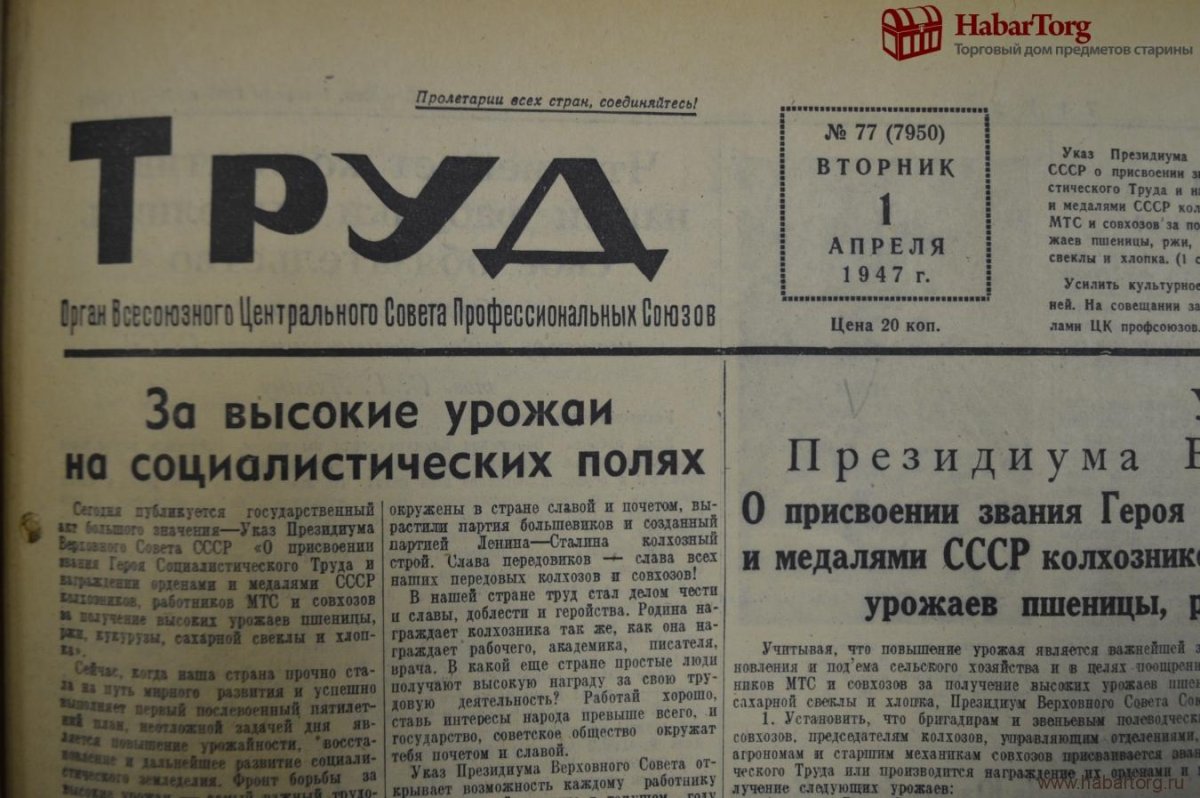 HabarTorg
Торговый дом предметов старины
Пролетарии всех стран, соединяйтесь!
ТРУД
Орган Всесоюзного Центрального Совета Профессиональных Союзов
№ 77 (7950)
ВТОРНИК
1
АПРЕЛЯ
1947 г.
Цена 20 коп.
Указ Президиума
СССР о присвоении
стического Труда и
и медалями СССР
МТС и совхозов за
жаев пшеницы, ржи,
свеклы и хлопка. (1
Усилить культурное
ней. На совещании
лами ЦК профсоюзов.
За высокие урожаи
на социалистических полях
Сегодня публикуется государственный
акт большого значения—Указ Президиума
Верховного Совета СССР «О присвоении
звания Героя Социалистического Труда и
награждении орденами и медалями СССР
колхозников, работников МТС и совхозов
за получение высоких урожаев пшеницы,
ржи, кукурузы, сахарной свеклы и хлоп-
ка».
Сейчас, когда наша страна прочно ста-
ла на путь мирного развития и успешно
выполняет первый послевоенный пятилет-
ний план, неотложной задачей дня яв-
ляется повышение урожайности, восста-
новление и дальнейшее развитие социали-
стического земледелия. Фронт борьбы за
высокие
окружены в стране славой и почетом, вы-
растили партия большевиков и созданный
партией Ленина—Сталина колхозный
строй. Слава передовиков — слава всех
наших передовых колхозов и совхозов!
В нашей стране труд стал делом чести
и славы, доблести и геройства. Родина на-
граждает колхозника так же, как она на-
граждает рабочего, академика, писателя,
врача. В какой еще стране простые люди
получают высокую награду за свою тру-
довую деятельность? Работай хорошо,
ставь интересы народа превыше всего, и
государство, советское общество окружат
тебя почетом и славой.
Указ Президиума Верховного Совета от-
крывает возможность каждому работнику
Президиума
О присвоении звания Героя
и медалями СССР
урожаев пшеницы,
Учитывая, что повышение урожая является важнейшей
новления и под'ема сельского хозяйства и в целях
ников МТС и совхозов за получение высоких урожаев
сахарной свеклы и хлопка, Президиум Верховного Совета
1. Установить, что бригадирам и звеньевым
совхозов, председателям колхозов, управляющим отделениями,
агрономам и старшим механикам совхозов присваивается
ческого Труда или производится награждение их орденами и
лучение следующих урожаев:
www.habartorg.ru